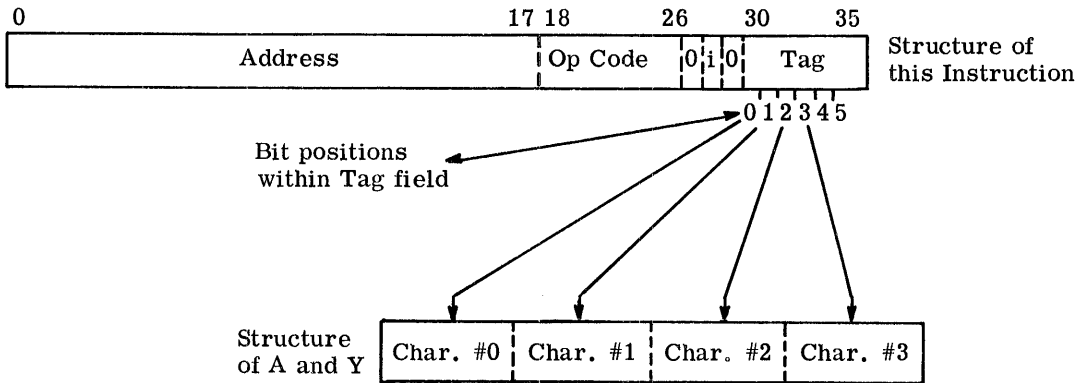 0 17 18 26 30 35
Address Op Code 0 i 0 Tag
Structure of
this Instruction
0 1 2 3 4 5
Bit positions
within Tag field
Structure
of A and Y
Char. #0 Char. #1 Char. #2 Char. #3